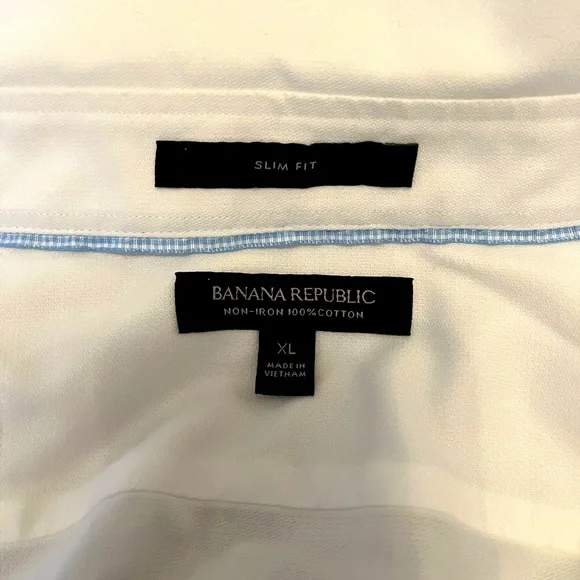 SLIM FIT
BANANA REPUBLIC
NON-IRON 100% COTTON
XL
MADE IN
VIETNAM